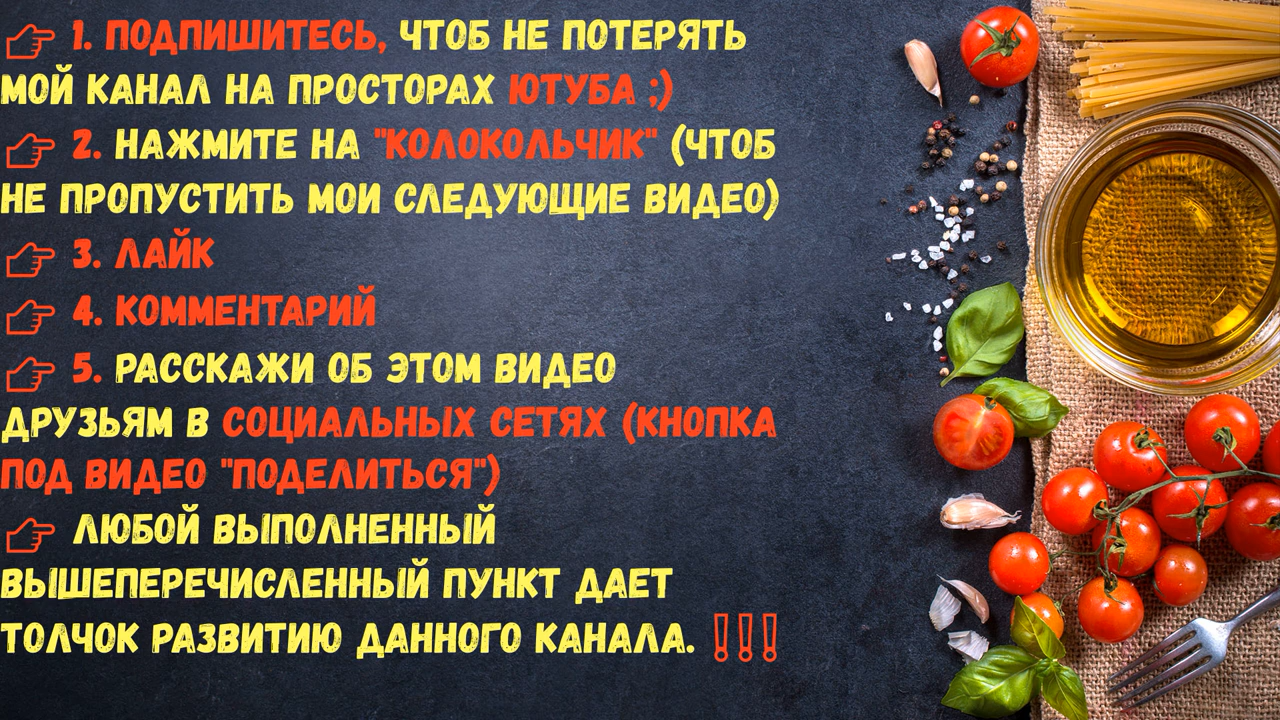 👉 1. ПОДПИШИТЕСЬ, ЧТОБ НЕ ПОТЕРЯТЬ
МОЙ КАНАЛ НА ПРОСТОРАХ ЮТУБА ;)
👉 2. НАЖМИТЕ НА "КОЛОКОЛЬЧИК" (ЧТОБ
НЕ ПРОПУСТИТЬ МОИ СЛЕДУЮЩИЕ ВИДЕО)
👉 3. ЛАЙК
👉 4. КОММЕНТАРИЙ
👉 5. РАССКАЖИ ОБ ЭТОМ ВИДЕО
ДРУЗЬЯМ В СОЦИАЛЬНЫХ СЕТЯХ (КНОПКА
ПОД ВИДЕО "ПОДЕЛИТЬСЯ")
👉 ЛЮБОЙ ВЫПОЛНЕННЫЙ
ВЫШЕПЕРЕЧИСЛЕННЫЙ ПУНКТ ДАЕТ
ТОЛЧОК РАЗВИТИЮ ДАННОГО КАНАЛА. ❗❗❗